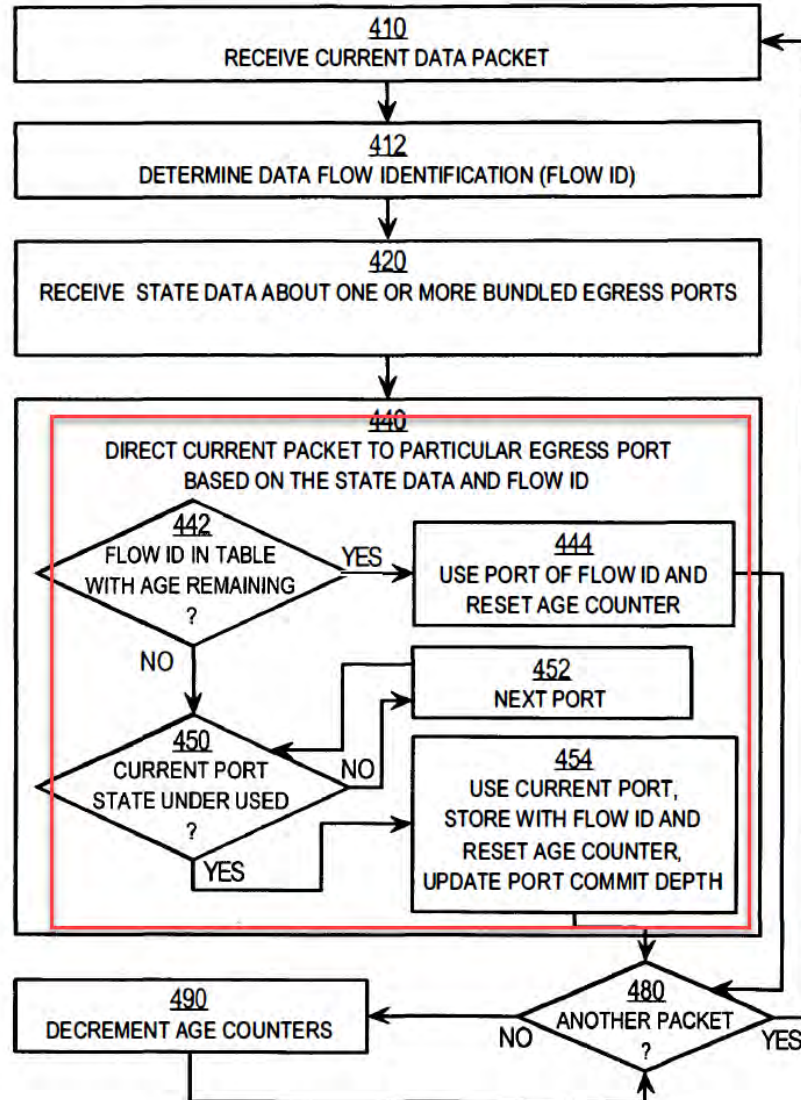 410
RECEIVE CURRENT DATA PACKET
412
DETERMINE DATA FLOW IDENTIFICATION (FLOW ID)
420
RECEIVE STATE DATA ABOUT ONE OR MORE BUNDLED EGRESS PORTS
440
DIRECT CURRENT PACKET TO PARTICULAR EGRESS PORT
BASED ON THE STATE DATA AND FLOW ID
442
FLOW ID IN TABLE
WITH AGE REMAINING
?
YES
444
USE PORT OF FLOW ID AND
RESET AGE COUNTER
NO
452
NEXT PORT
450
CURRENT PORT
STATE UNDER USED
?
NO
YES
454
USE CURRENT PORT,
STORE WITH FLOW ID AND
RESET AGE COUNTER,
UPDATE PORT COMMIT DEPTH
490
DECREMENT AGE COUNTERS
NO
480
ANOTHER PACKET
?
YES